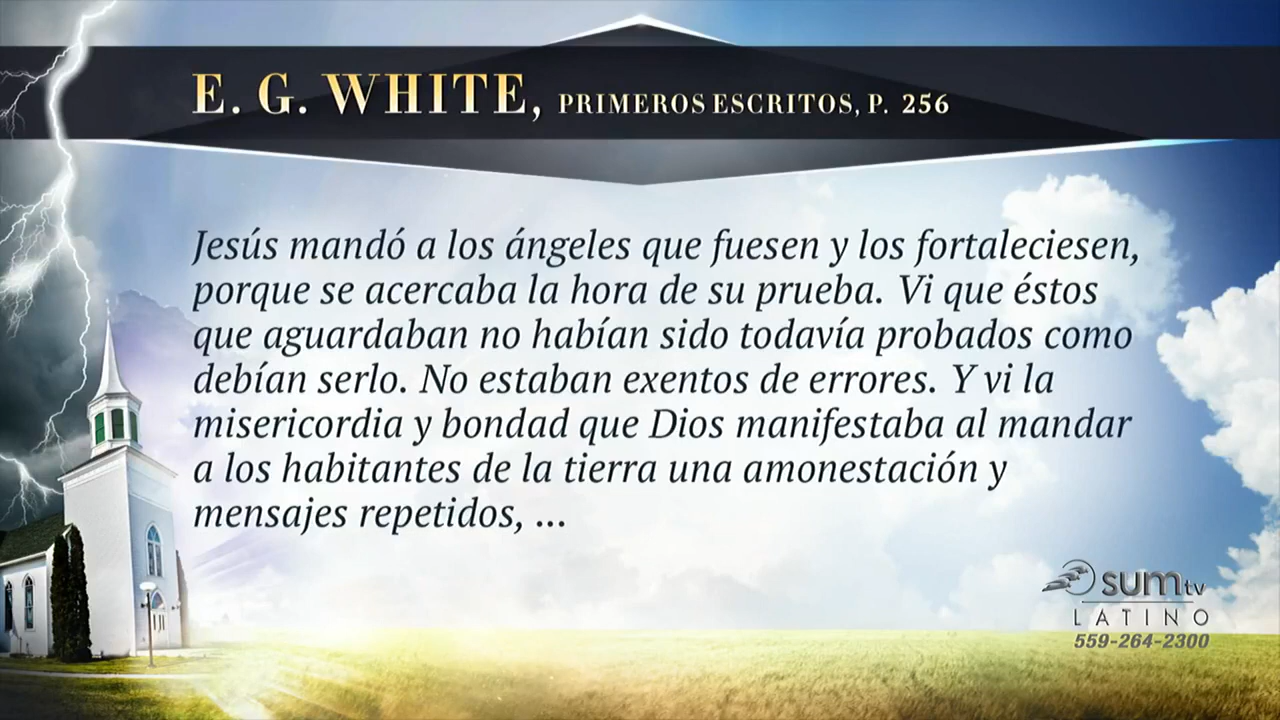 E. G. WHITE, PRIMEROS ESCRITOS, P. 256
Jesús mandó a los ángeles que fuesen y los fortaleciesen,
porque se acercaba la hora de su prueba. Vi que éstos
que aguardaban no habían sido todavía probados como
debían serlo. No estaban exentos de errores. Y vi la
misericordia y bondad que Dios manifestaba al mandar
a los habitantes de la tierra una amonestación y
mensajes repetidos, ...
sumtv
LATINO
559-264-2300